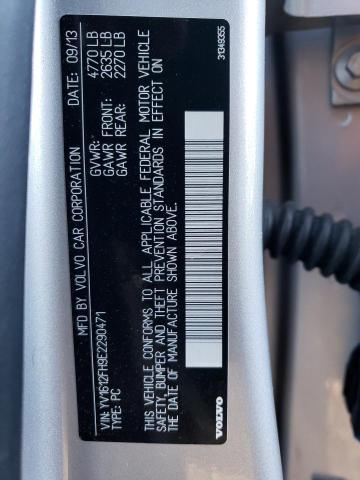 MFD BY VOLVO CAR CORPORATION DATE: 09/13
GVWR: 4770 LB
GAWR FRONT: 2635 LB
GAWR REAR: 2270 LB
VIN: YV1612FH9E2290471
TYPE: PC
THIS VEHICLE CONFORMS TO ALL APPLICABLE FEDERAL MOTOR VEHICLE
SAFETY, BUMPER AND THEFT PREVENTION STANDARDS IN EFFECT ON
THE DATE OF MANUFACTURE SHOWN ABOVE.
VOLVO
31349355